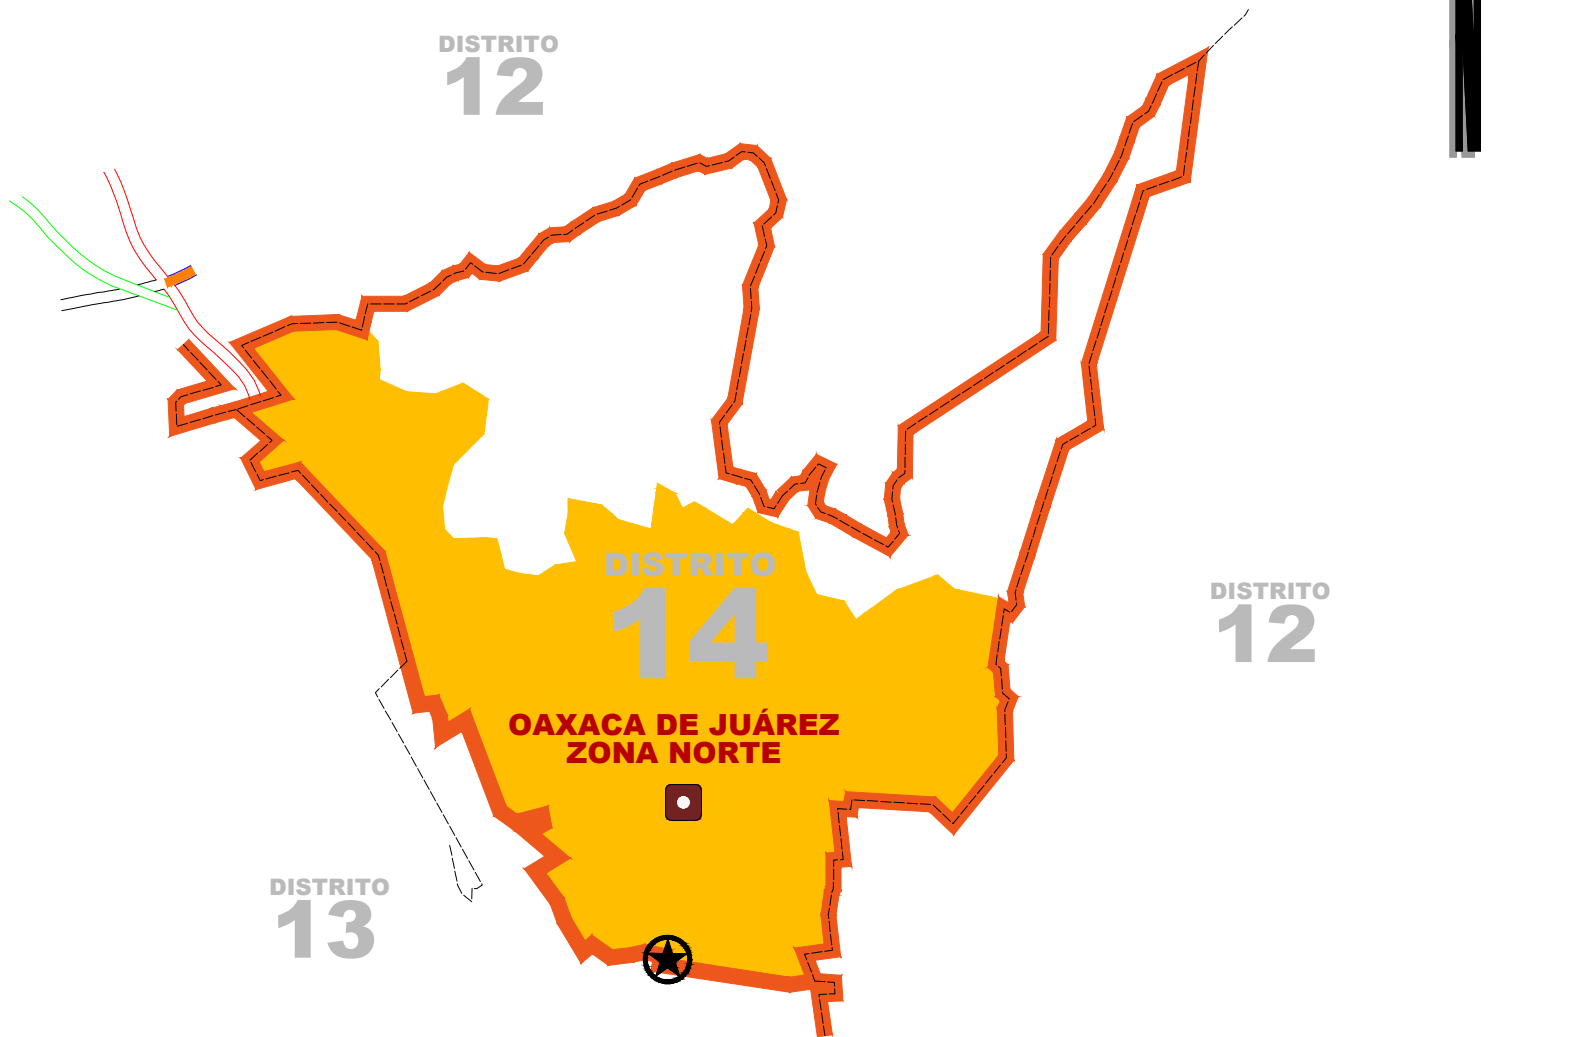 DISTRITO
12
DISTRITO
14
DISTRITO
12
OAXACA DE JUÁREZ
ZONA NORTE
DISTRITO
13